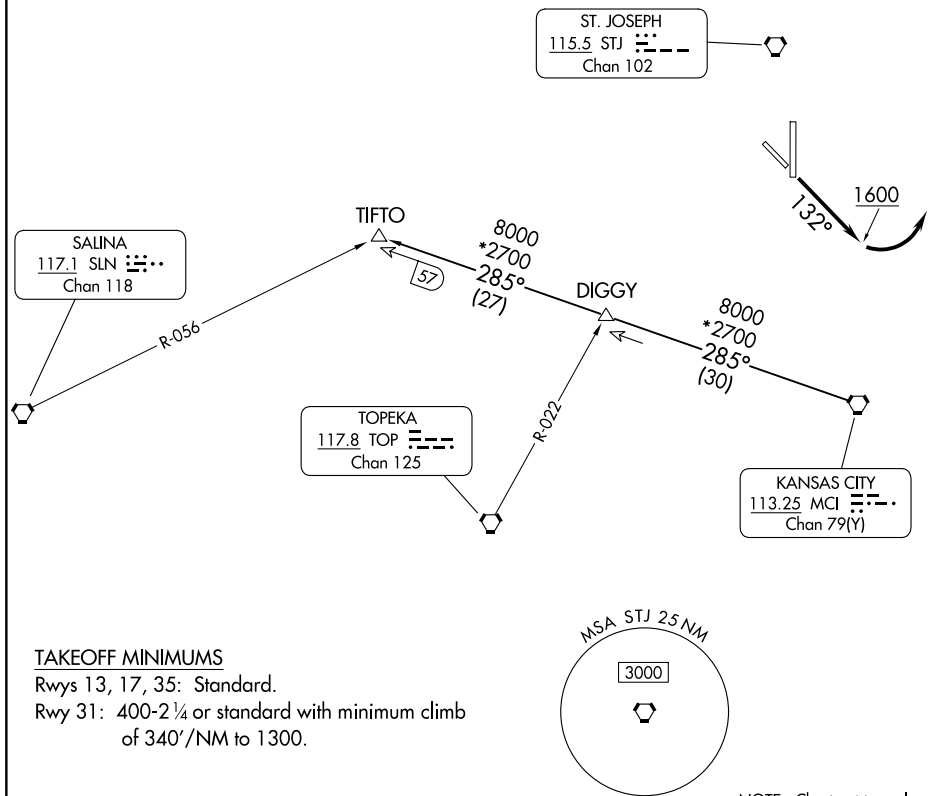 ST. JOSEPH
115.5 STJ
Chan 102
1600
132°
TIFTO
8000
*2700
285°
(27)
57
SALINA
117.1 SLN
Chan 118
R-056
DIGGY
8000
*2700
285°
(30)
TOPEKA
117.8 TOP
Chan 125
R-022
KANSAS CITY
113.25 MCI
Chan 79(Y)
TAKEOFF MINIMUMS
Rwys 13, 17, 35: Standard.
Rwy 31: 400-2¼ or standard with minimum climb
of 340'/NM to 1300.
MSA STJ 25 NM
3000